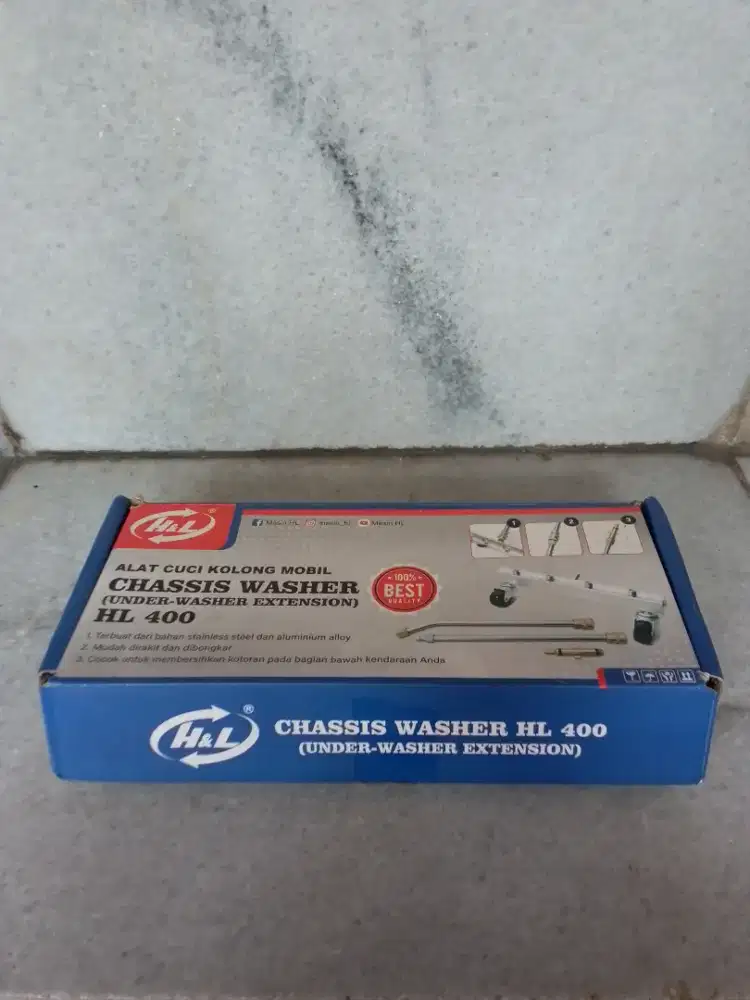 H&L ®
Mesin HL mesin_hl Mesin HL
1 2 3
ALAT CUCI KOLONG MOBIL
CHASSIS WASHER
(UNDER-WASHER EXTENSION)
HL 400
100%
BEST
QUALITY
1. Terbuat dari bahan stainless steel dan aluminium alloy
2. Mudah dirakit dan dibongkar
3. Cocok untuk membersihkan kotoran pada bagian bawah kendaraan Anda
H&L ®
CHASSIS WASHER HL 400
(UNDER-WASHER EXTENSION)